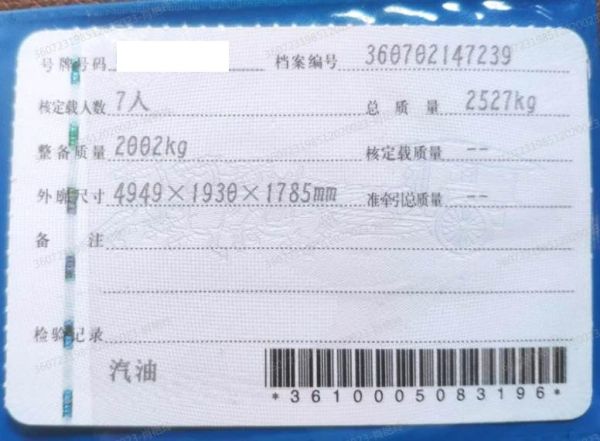 号牌号码 档案编号 360702147239
核定载人数 7人 总质量 2527kg
整备质量 2002kg 核定载质量 --
外廓尺寸 4949×1930×1785mm 准牵引总质量 --
备注
检验记录
汽油
*3610005083196*